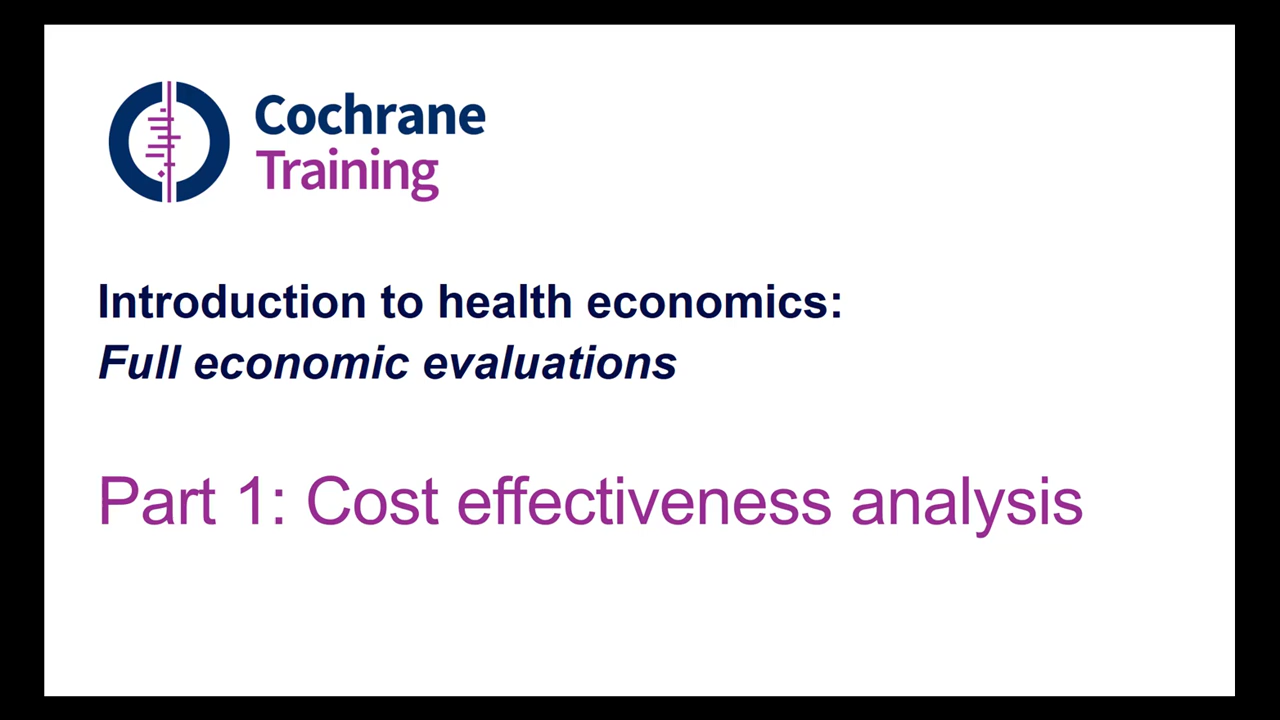 Cochrane
Training
Introduction to health economics:
Full economic evaluations
Part 1: Cost effectiveness analysis